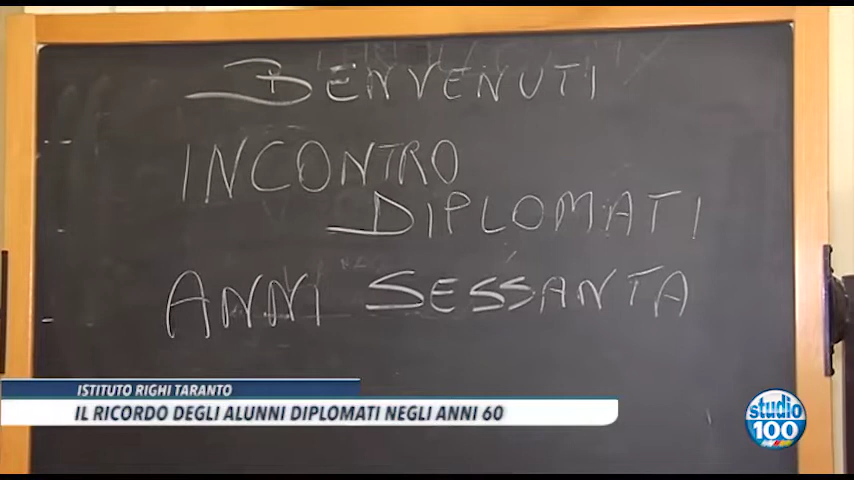 BENVENUTI
INCONTRO
DIPLOMATI
ANNI SESSANTA
ISTITUTO RIGHI TARANTO
IL RICORDO DEGLI ALUNNI DIPLOMATI NEGLI ANNI 60
studio
100